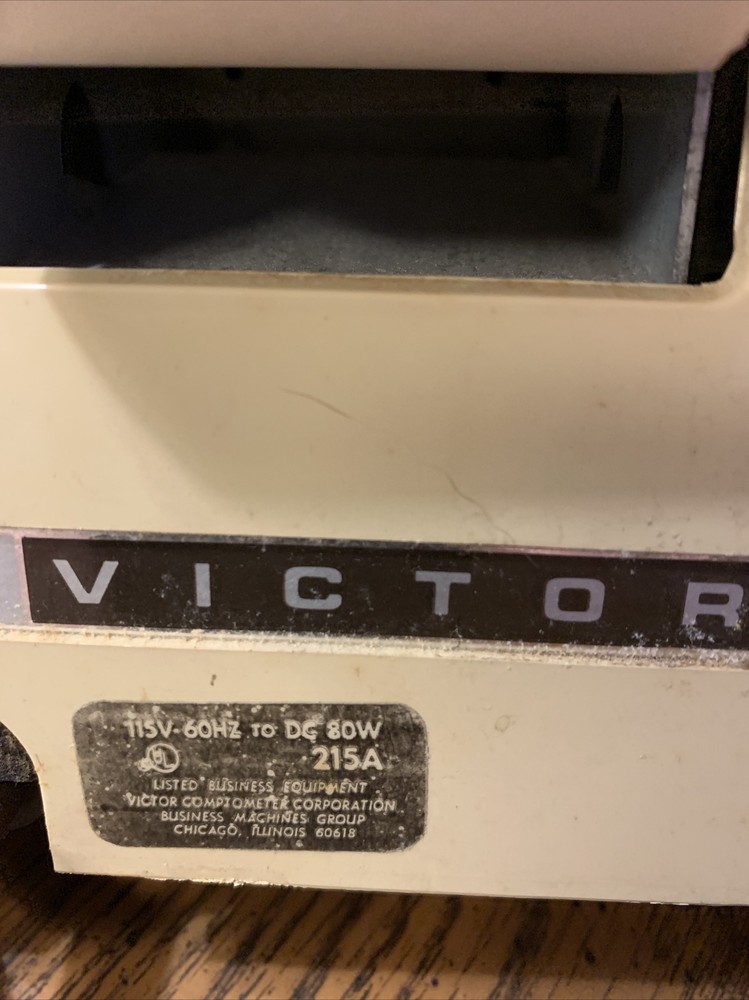 VICTOR
115V-60HZ TO DC 80W
UL 215A
LISTED BUSINESS EQUIPMENT
VICTOR COMPTOMETER CORPORATION
BUSINESS MACHINES GROUP
CHICAGO, ILLINOIS 60618